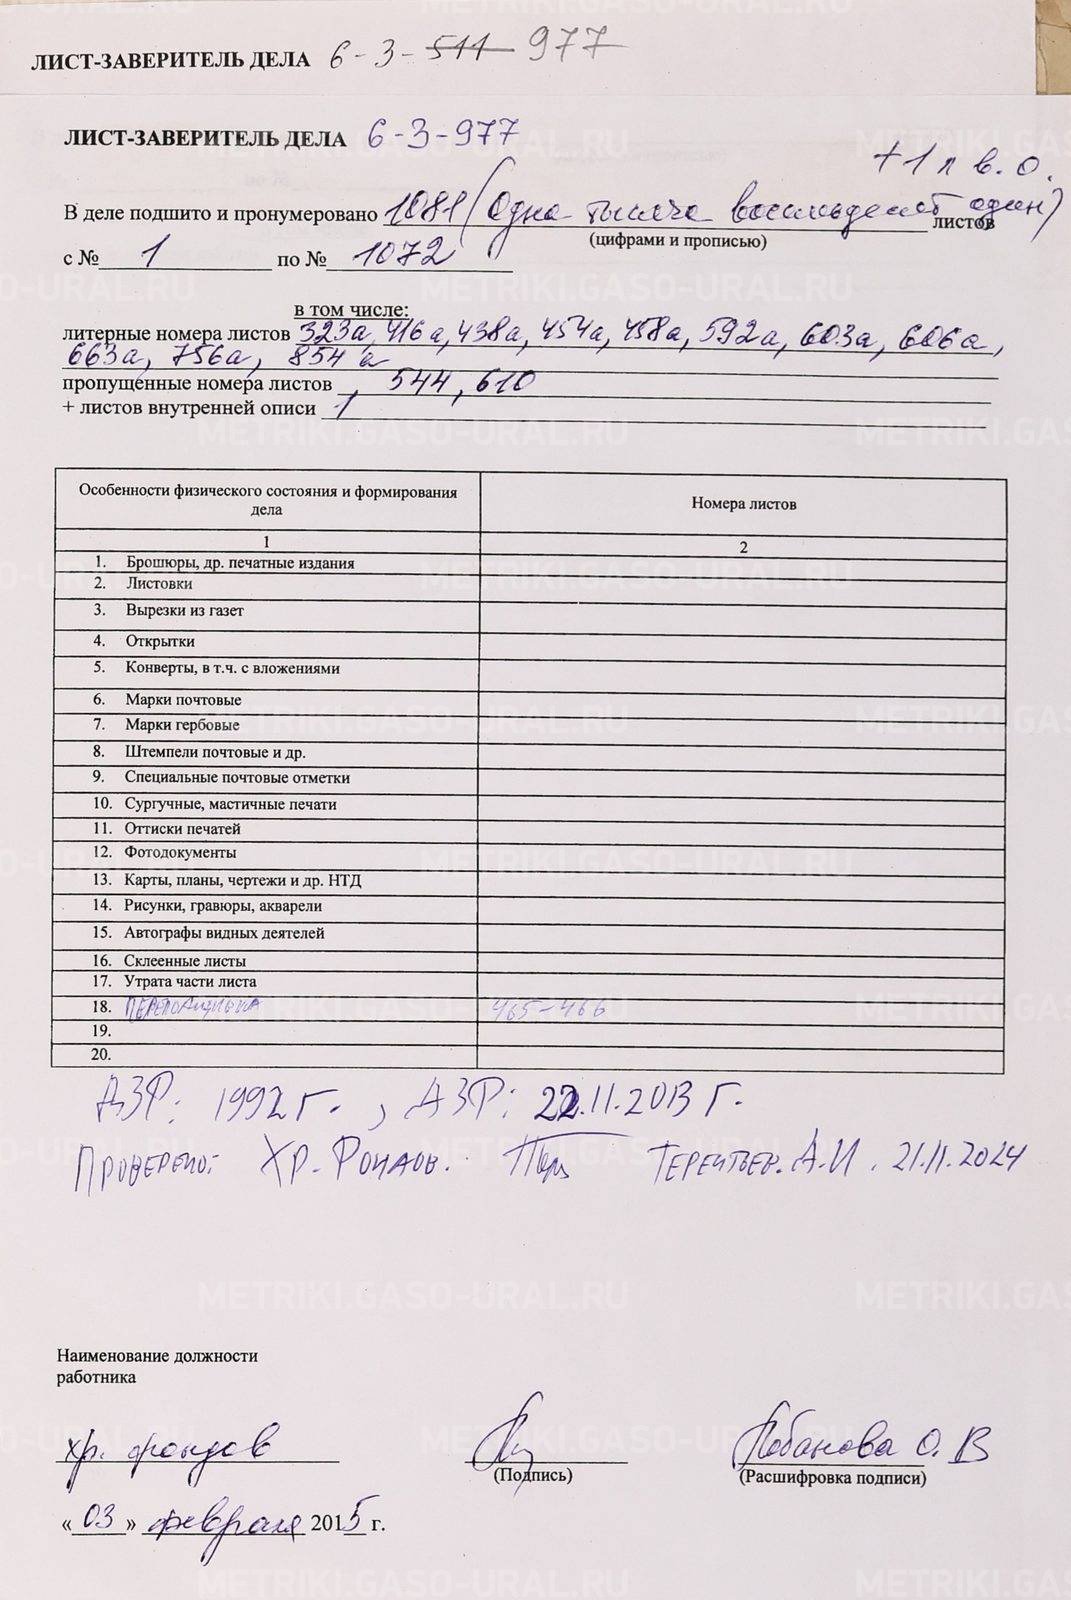 ЛИСТ-ЗАВЕРИТЕЛЬ ДЕЛА 6-3-511 977
ЛИСТ-ЗАВЕРИТЕЛЬ ДЕЛА 6-3-977
+1 л в.о.
В деле подшито и пронумеровано 1081 (Одна тысяча восемьдесят один) листов
(цифрами и прописью)
с № 1 по № 1072
в том числе:
литерные номера листов 323а, 416а, 438а, 454а, 458а, 592а, 603а, 606а,
663а, 756а, 854а
пропущенные номера листов , 544, 610
+ листов внутренней описи 1
Особенности физического состояния и формирования дела Номера листов
1 2
1. Брошюры, др. печатные издания
2. Листовки
3. Вырезки из газет
4. Открытки
5. Конверты, в т.ч. с вложениями
6. Марки почтовые
7. Марки гербовые
8. Штемпели почтовые и др.
9. Специальные почтовые отметки
10. Сургучные, мастичные печати
11. Оттиски печатей
12. Фотодокументы
13. Карты, планы, чертежи и др. НТД
14. Рисунки, гравюры, акварели
15. Автографы видных деятелей
16. Склеенные листы
17. Утрата части листа
18. 465-466
19.
20.
ДЗР: 1992 г. , ДЗР: 22.11.2013 г.
Проверено: Хр. Фондов. Терентьев. А.И. 21.11.2024
Наименование должности
работника
хр. фондов Лобанова О. В
(Подпись) (Расшифровка подписи)
« 03 » февраля 2015 г.
METRIKI.GASO-URAL.RU